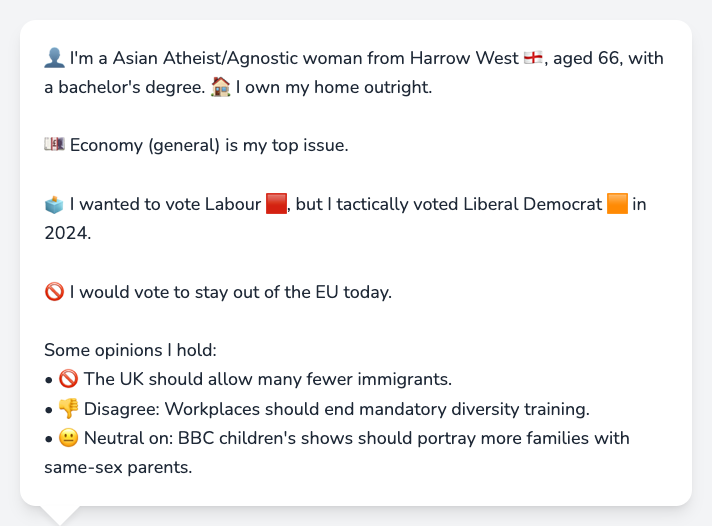 👤 I'm a Asian Atheist/Agnostic woman from Harrow West 🏴󠁧󠁢󠁥󠁮󠁧󠁿, aged 66, with
a bachelor's degree. 🏠 I own my home outright.
💷 Economy (general) is my top issue.
🗳️ I wanted to vote Labour 🟥, but I tactically voted Liberal Democrat 🟧 in
2024.
🚫 I would vote to stay out of the EU today.
Some opinions I hold:
• 🚫 The UK should allow many fewer immigrants.
• 👎 Disagree: Workplaces should end mandatory diversity training.
• 😐 Neutral on: BBC children's shows should portray more families with
same-sex parents.